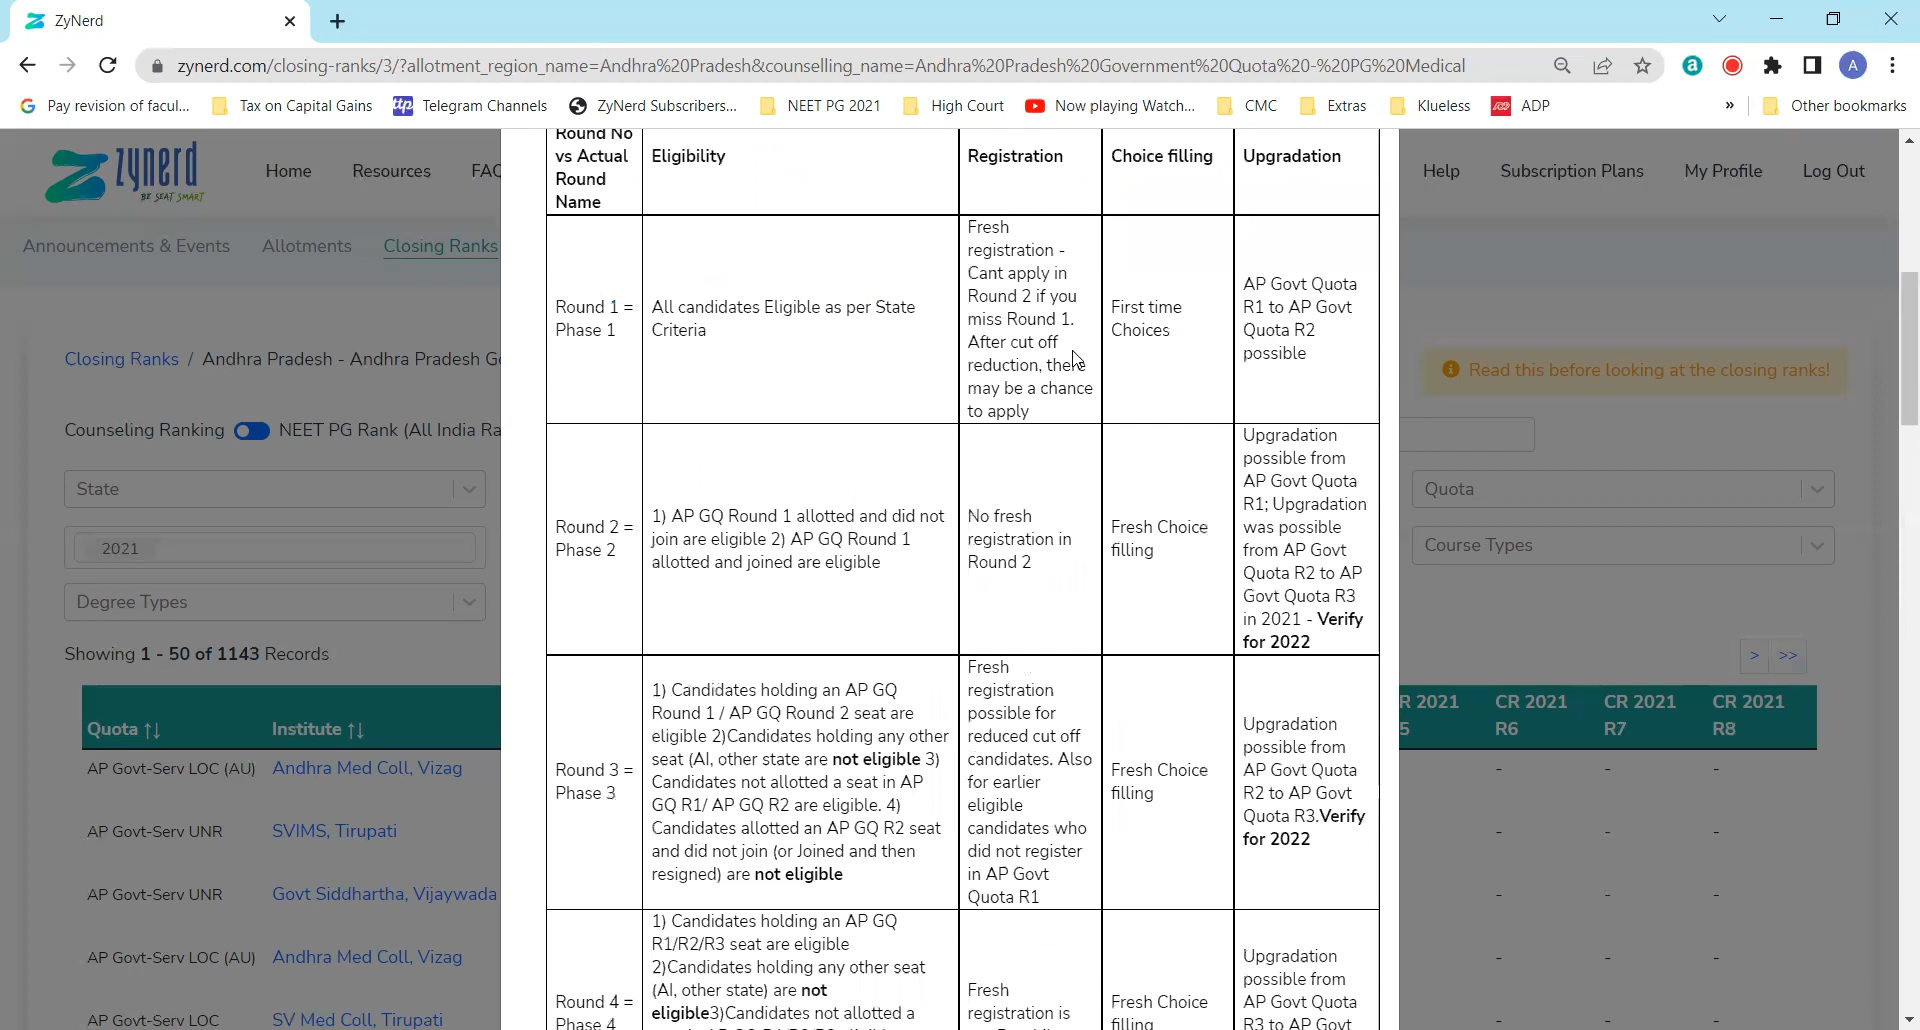 ZyNerd
zynerd.com/closing-ranks/3/?allotment_region_name=Andhra%20Pradesh&counselling_name=Andhra%20Pradesh%20Government%20Quota%20-%20PG%20Medical
A
Pay revision of facul...
Tax on Capital Gains
ttp Telegram Channels
ZyNerd Subscribers...
NEET PG 2021
High Court
Now playing Watch...
CMC
Extras
Klueless
ADP
»
Other bookmarks
zynerd
BE SEAT SMART
Home
Resources
FAQ
Help
Subscription Plans
My Profile
Log Out
Announcements & Events
Allotments
Closing Ranks
Closing Ranks / Andhra Pradesh - Andhra Pradesh G
Read this before looking at the closing ranks!
Counseling Ranking
NEET PG Rank (All India Ra
State
Quota
2021
Course Types
Degree Types
Showing 1 - 50 of 1143 Records
> >>
Quota ↑↓
Institute ↑↓
R 2021
5
CR 2021
R6
CR 2021
R7
CR 2021
R8
AP Govt-Serv LOC (AU)
Andhra Med Coll, Vizag
- - -
AP Govt-Serv UNR
SVIMS, Tirupati
- - -
AP Govt-Serv UNR
Govt Siddhartha, Vijaywada
- - -
AP Govt-Serv LOC (AU)
Andhra Med Coll, Vizag
- - -
AP Govt-Serv LOC
SV Med Coll, Tirupati
- - -
Round No
vs Actual
Round
Name
Eligibility
Registration
Choice filling
Upgradation
Round 1 =
Phase 1
All candidates Eligible as per State
Criteria
Fresh
registration -
Cant apply in
Round 2 if you
miss Round 1.
After cut off
reduction, there
may be a chance
to apply
First time
Choices
AP Govt Quota
R1 to AP Govt
Quota R2
possible
Round 2 =
Phase 2
1) AP GQ Round 1 allotted and did not
join are eligible 2) AP GQ Round 1
allotted and joined are eligible
No fresh
registration in
Round 2
Fresh Choice
filling
Upgradation
possible from
AP Govt Quota
R1; Upgradation
was possible
from AP Govt
Quota R2 to AP
Govt Quota R3
in 2021 - Verify
for 2022
Round 3 =
Phase 3
1) Candidates holding an AP GQ
Round 1 / AP GQ Round 2 seat are
eligible 2)Candidates holding any other
seat (AI, other state are not eligible 3)
Candidates not allotted a seat in AP
GQ R1/ AP GQ R2 are eligible. 4)
Candidates allotted an AP GQ R2 seat
and did not join (or Joined and then
resigned) are not eligible
Fresh
registration
possible for
reduced cut off
candidates. Also
for earlier
eligible
candidates who
did not register
in AP Govt
Quota R1
Fresh Choice
filling
Upgradation
possible from
AP Govt Quota
R2 to AP Govt
Quota R3.Verify
for 2022
Round 4 =
Phase 4
1) Candidates holding an AP GQ
R1/R2/R3 seat are eligible
2)Candidates holding any other seat
(AI, other state) are not
eligible3)Candidates not allotted a
Fresh
registration is
Fresh Choice
filling
Upgradation
possible from
AP Govt Quota
R3 to AP Govt